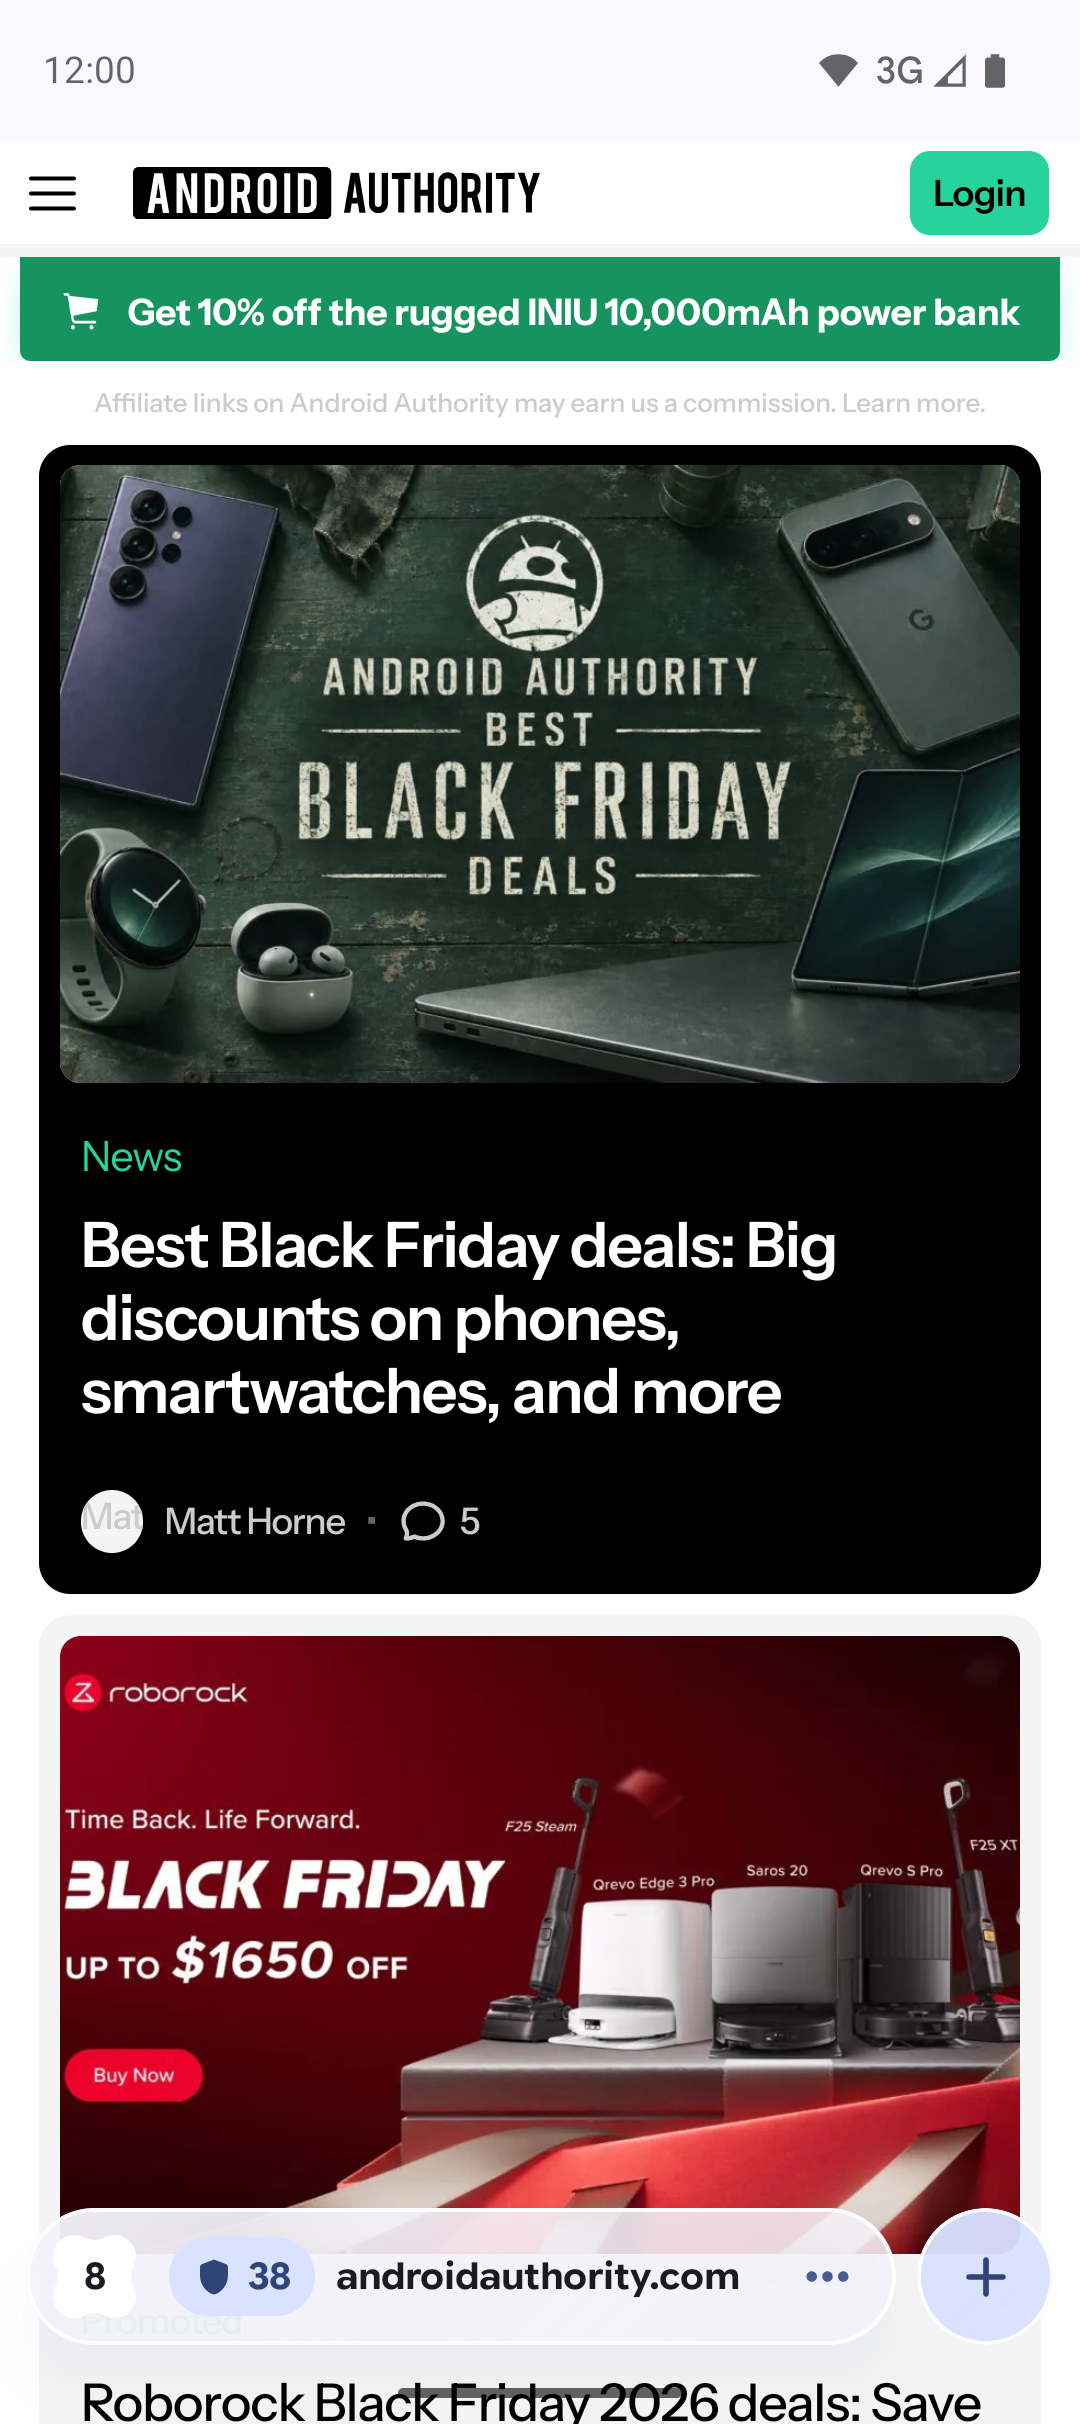 12:00
3G
ANDROID AUTHORITY
Login
Get 10% off the rugged INIU 10,000mAh power bank
Affiliate links on Android Authority may earn us a commission. Learn more.
ANDROID AUTHORITY
BEST
BLACK FRIDAY
DEALS
G
News
Best Black Friday deals: Big
discounts on phones,
smartwatches, and more
Mat
Matt Horne
5
roborock
Time Back. Life Forward.
BLACK FRIDAY
UP TO $1650 OFF
Buy Now
F25 Steam
Qrevo Edge 3 Pro
Saros 20
Qrevo S Pro
F25 XT
8
38
androidauthority.com
Promoted
Roborock Black Friday 2026 deals: Save